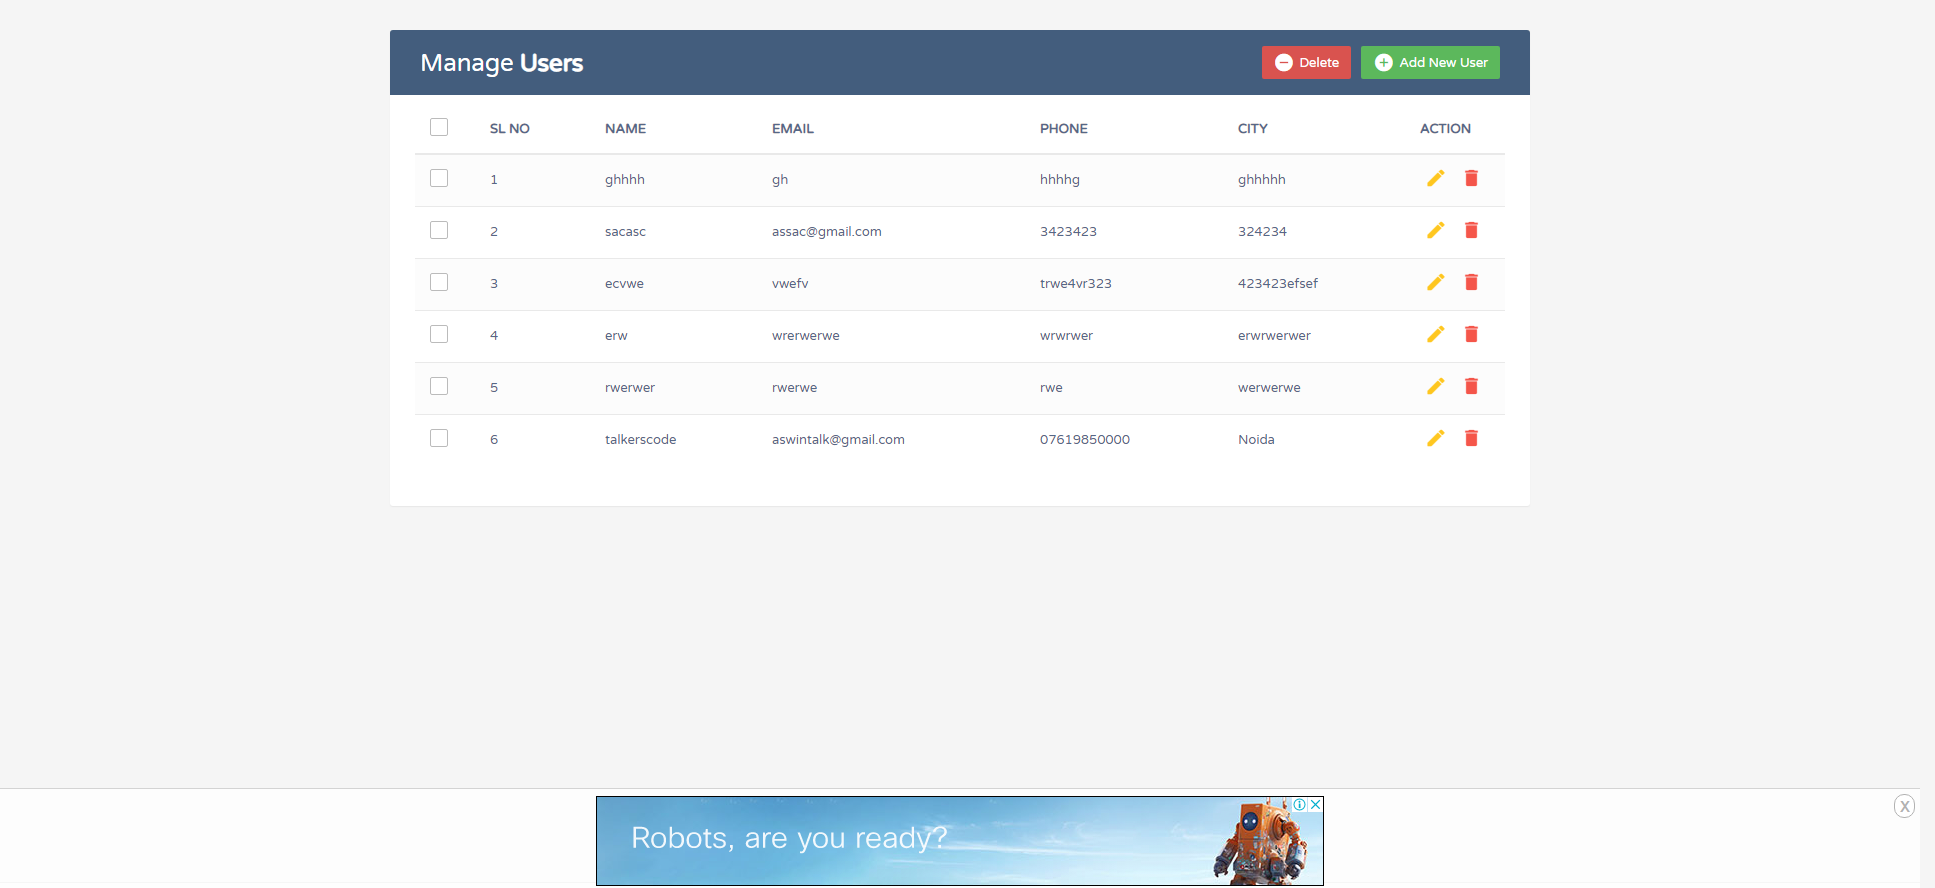 Manage Users
Delete
Add New User
SL NO NAME EMAIL PHONE CITY ACTION
1 ghhhh gh hhhhg ghhhhh
2 sacasc assac@gmail.com 3423423 324234
3 ecvwe vwefv trwe4vr323 423423efsef
4 erw wrerwerwe wrwrwer erwrwerwer
5 rwerwer rwerwe rwe werwerwe
6 talkerscode aswintalk@gmail.com 07619850000 Noida
X
Robots, are you ready?